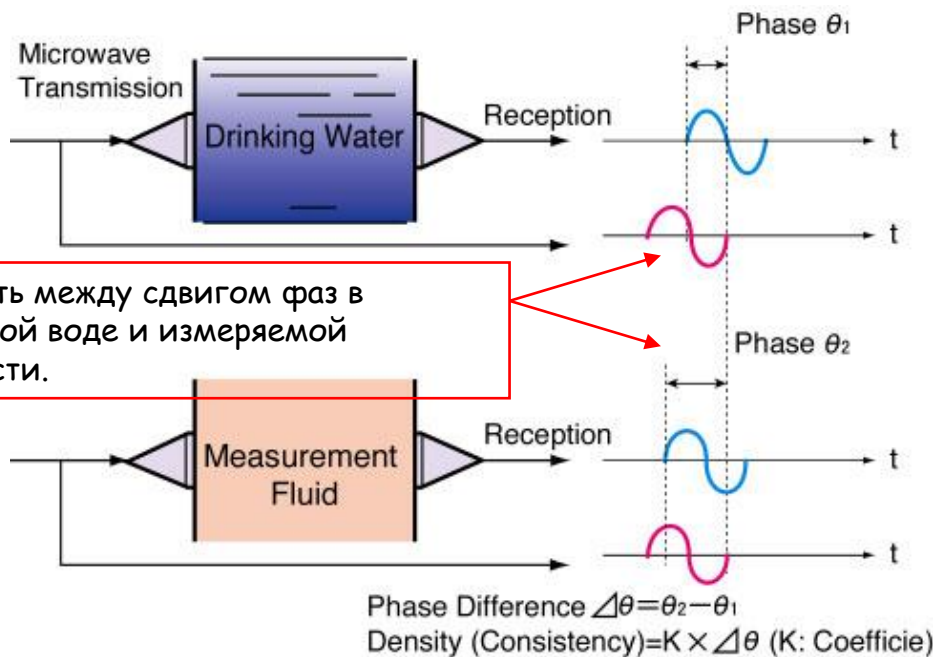 Phase θ1
Microwave
Transmission
Drinking Water
Reception
t
t
ть между сдвигом фаз в
ой воде и измеряемой
сти.
Phase θ2
Measurement
Fluid
Reception
t
t
Phase Difference ⊿θ=θ2−θ1
Density (Consistency)=K×⊿θ (K: Coefficie)